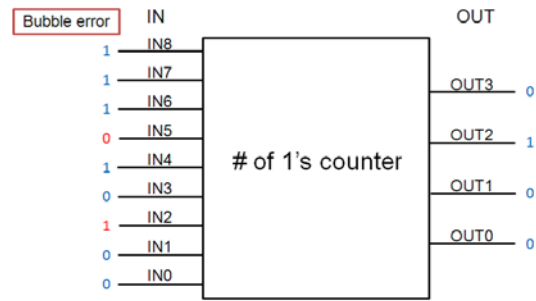 Bubble error IN OUT
1 IN8
1 IN7
1 IN6
OUT3 0
0 IN5
OUT2 1
1 IN4
# of 1's counter
0 IN3
OUT1 0
1 IN2
OUT0 0
0 IN1
0 IN0